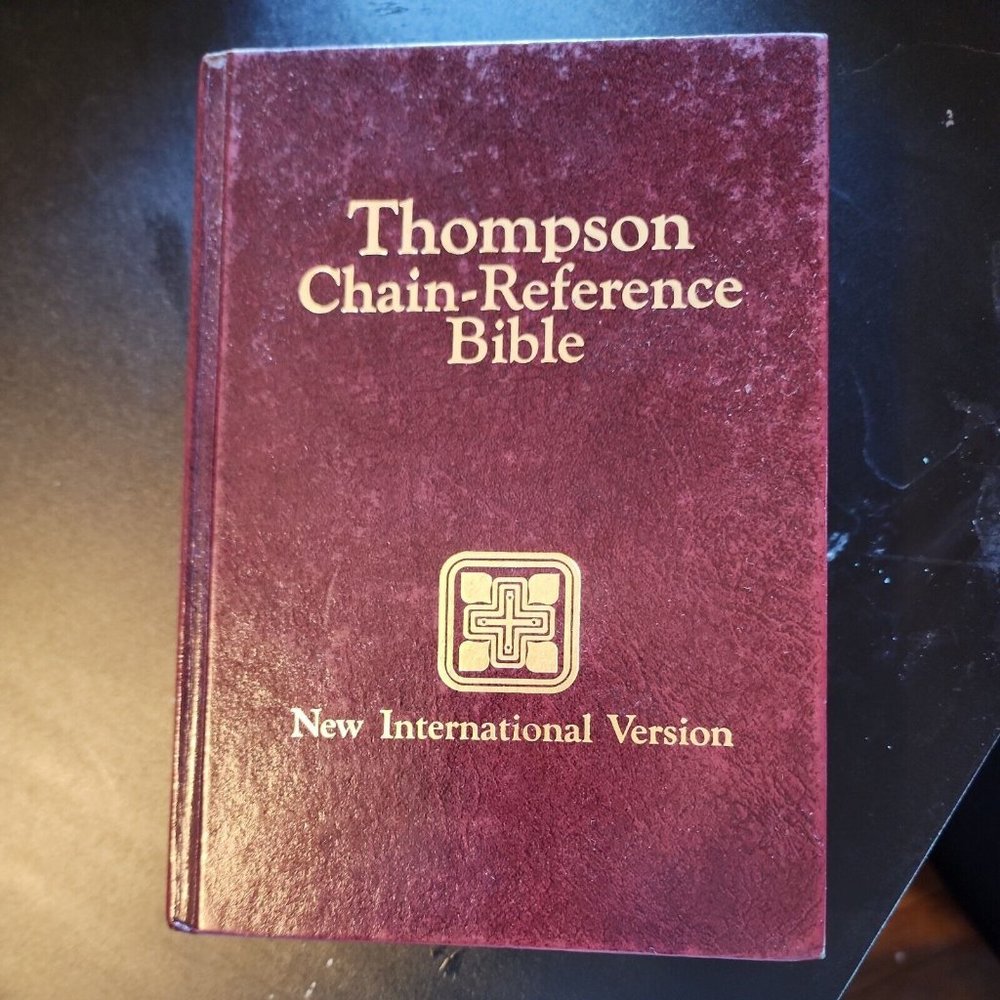 Thompson
Chain-Reference
Bible
New International Version